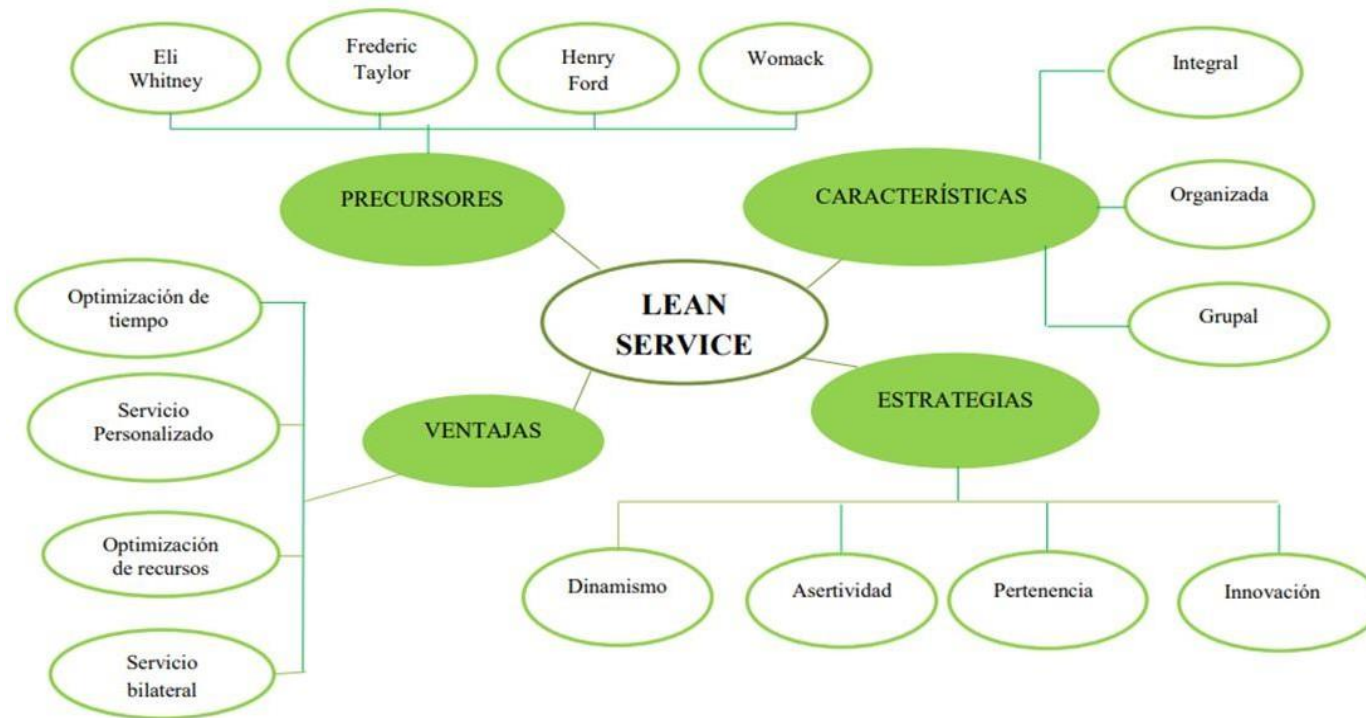 Eli
Whitney
Frederic
Taylor
Henry
Ford
Womack
Integral
PRECURSORES
CARACTERÍSTICAS
Organizada
LEAN
SERVICE
Grupal
Optimización de
tiempo
Servicio
Personalizado
VENTAJAS
ESTRATEGIAS
Optimización
de recursos
Servicio
bilateral
Dinamismo
Asertividad
Pertenencia
Innovación